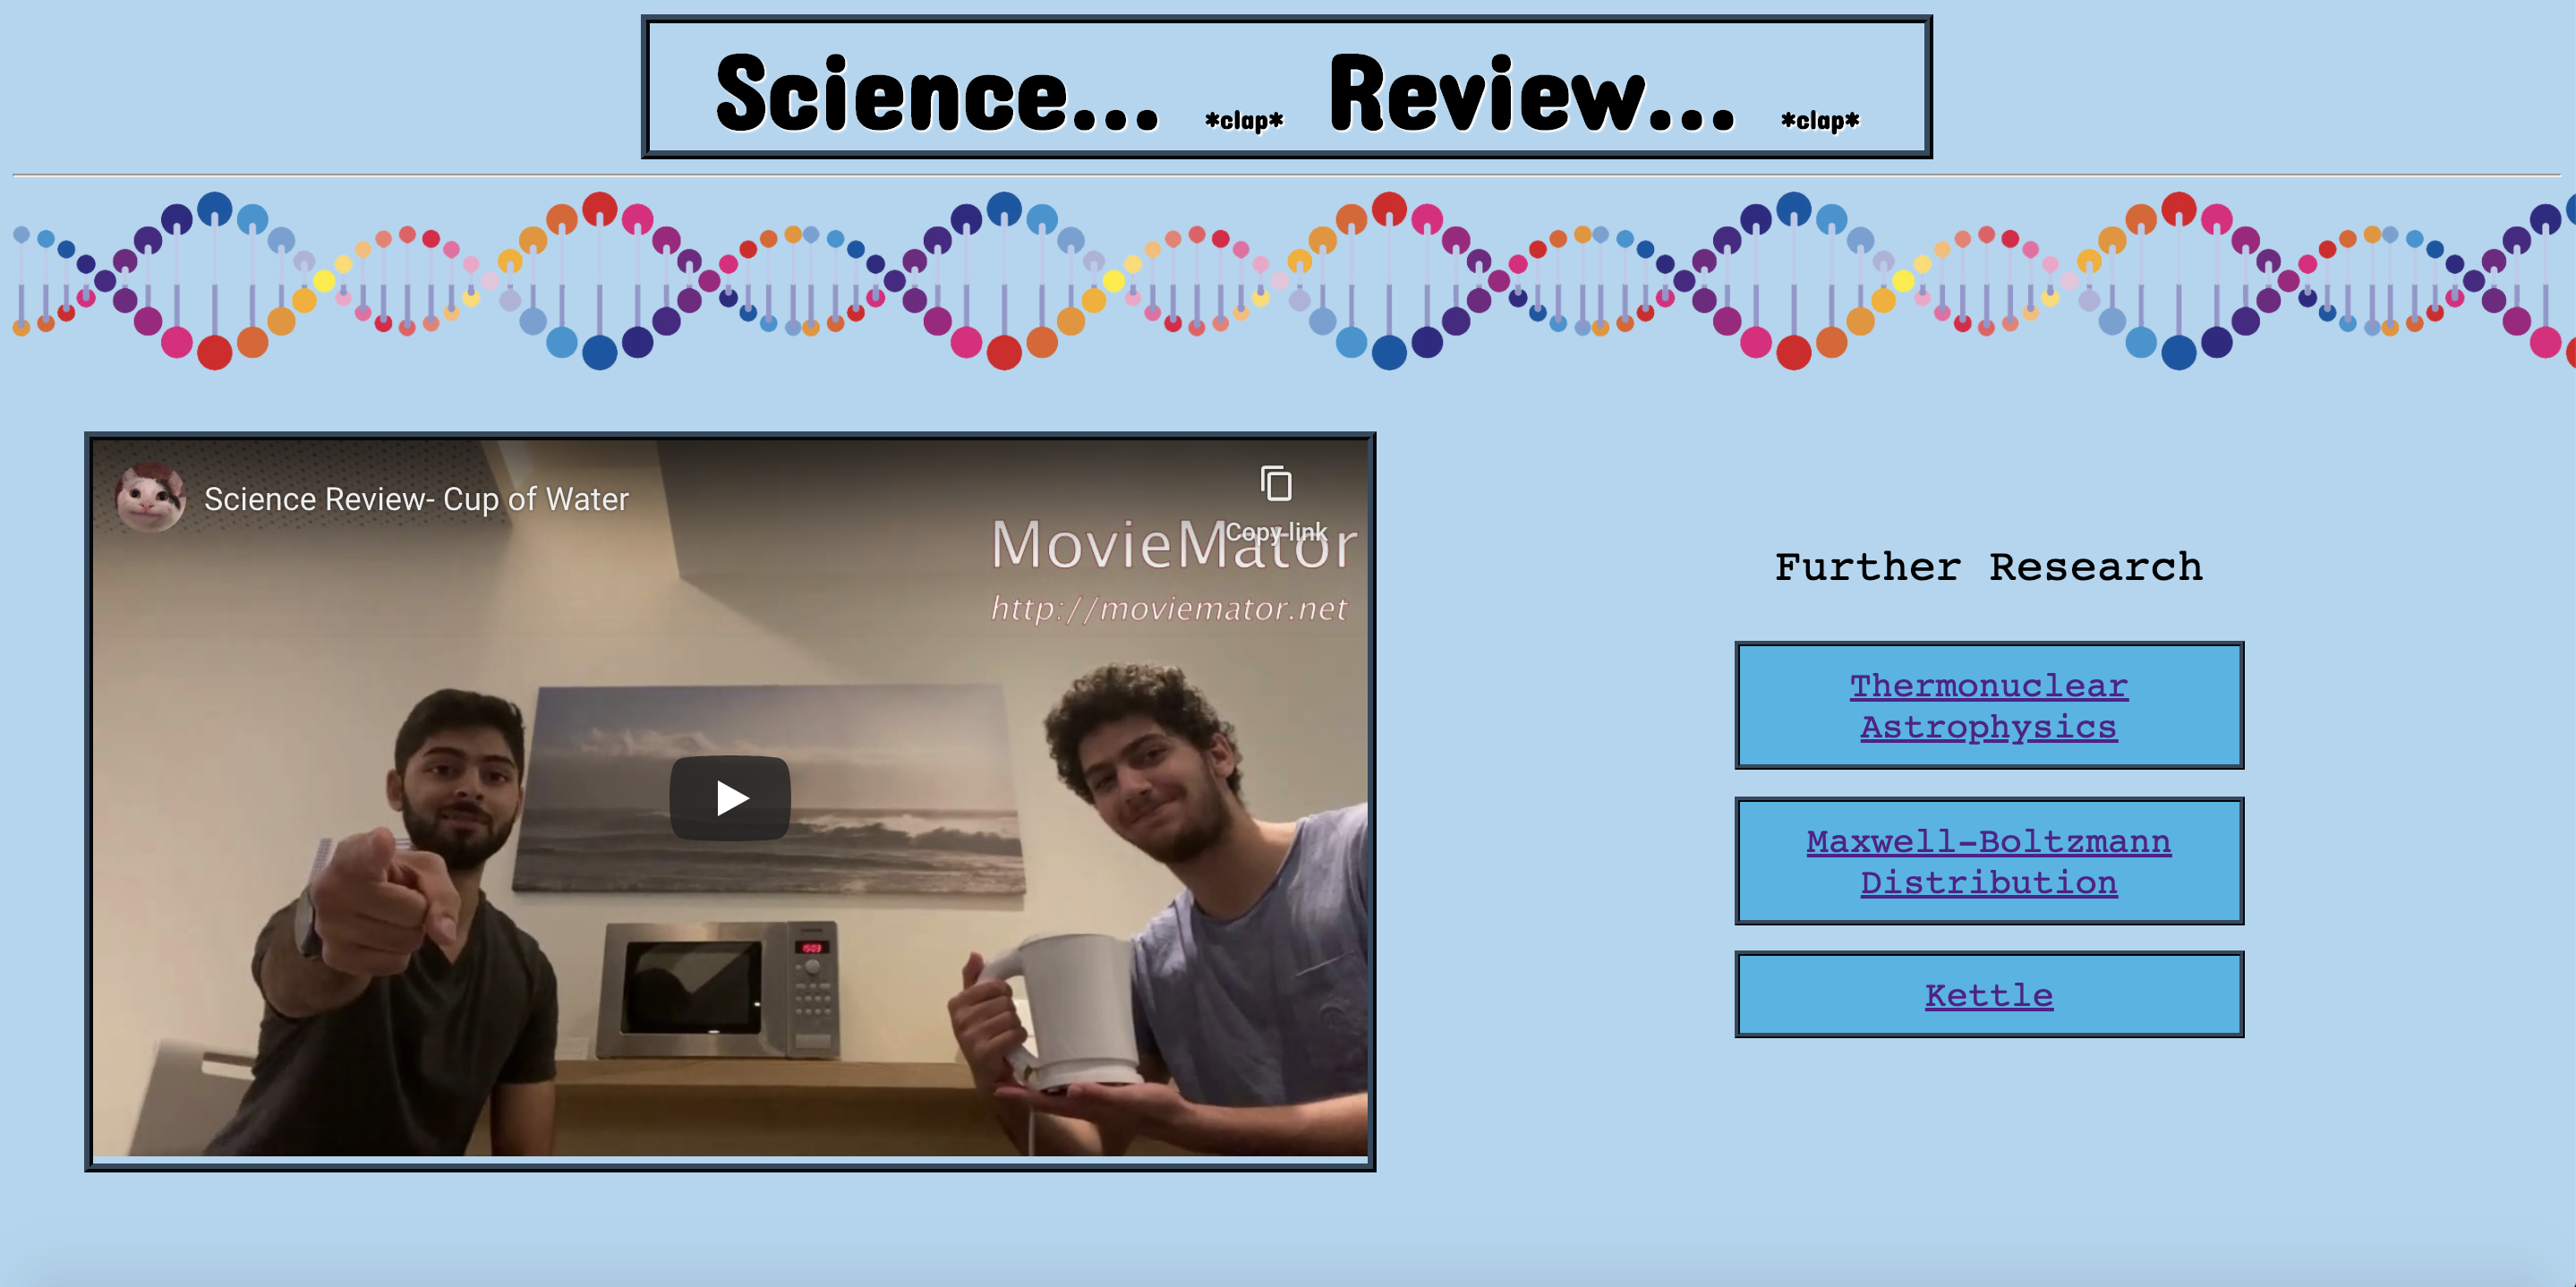 Science... *clap* Review... *clap*
Science Review- Cup of Water
Copy link
MovieMator
http://moviemator.net
Further Research
Thermonuclear
Astrophysics
Maxwell-Boltzmann
Distribution
Kettle